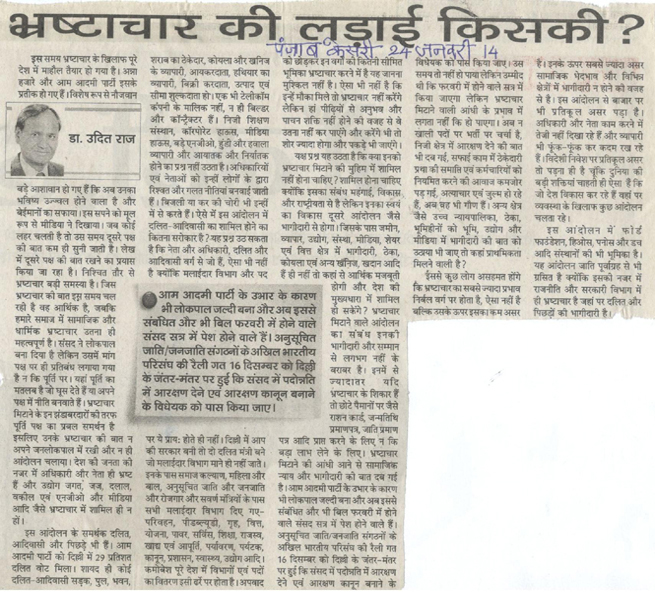 भ्रष्टाचार की लड़ाई किसकी ?
पंजाब केसरी 24 जनवरी 14
इस समय भ्रष्टाचार के खिलाफ पूरे
देश में माहौल तैयार हो गया है। अन्ना
हजारे और आम आदमी पार्टी इसके
प्रतीक हो गए हैं। विशेष रूप से नौजवान
डा. उदित राज
बड़े आशावान हो गए हैं कि अब उनका
भविष्य उज्ज्वल होने वाला है और
बेईमानों का सफाया। इस सपने को मूल
रूप से मीडिया ने दिखाया। जब कोई
लहर चलती है तो उस समय दूसरे पक्ष
की बात कम ही सुनी जाती है। लेख
में दूसरे पक्ष की बात रखने का प्रयास
किया जा रहा है। निश्चित तौर से
भ्रष्टाचार बड़ी समस्या है। जिस
भ्रष्टाचार की बात इस समय चल
रही है वह आर्थिक है, जबकि
हमारे समाज में सामाजिक और
धार्मिक भ्रष्टाचार उतना ही
महत्वपूर्ण है। संसद ने लोकपाल
बना दिया है लेकिन उसमें मांग
पक्ष पर ही प्रतिबंध लगाया गया
है न कि पूर्ति पर। यहां पूर्ति का
मतलब है जो घूस देते हैं या अपने
पक्ष में नीति बनवाते हैं। भ्रष्टाचार
मिटाने के इन झंडाबरदारों की तरफ
पूर्ति पक्ष का प्रबल समर्थन है
इसलिए उनके भ्रष्टाचार की बात न
अपने जनलोकपाल में रखी और न ही
आंदोलन चलाया। देश की जनता की
नजर में अधिकारी और नेता ही भ्रष्ट
हैं और उद्योग जगत, जज, दलाल,
वकील एवं एनजीओ और मीडिया
आदि जैसे भ्रष्टाचार में शामिल ही न
हों।
इस आंदोलन के समर्थक दलित,
आदिवासी और पिछड़े भी हैं। आम
आदमी पार्टी को दिल्ली में 29 प्रतिशत
दलित वोट मिला। शायद ही कोई
दलित-आदिवासी सड़क, पुल, भवन,
शराब का ठेकेदार, कोयला और खनिज
के व्यापारी, आयकरदाता, हथियार का
व्यापारी, बिक्री करदाता, उत्पाद एवं
सीमा शुल्कदाता हो। एक भी टेलीकॉम
कंपनी के मालिक नहीं, न ही बिल्डर
और कॉन्ट्रैक्टर हैं। निजी शिक्षण
संस्थान, कॉरपोरेट हाऊस, मीडिया
हाऊस, बड़े एनजीओ, हुंडी और हवाला
व्यापारी और आयातक और निर्यातक
होने का प्रश्न नहीं उठता है। अधिकारियों
एवं नेताओं को इन्हीं लोगों के द्वारा
रिश्वत और गलत नीतियां बनवाई जाती
हैं। बिजली या कर की चोरी भी इन्हीं
में से करते हैं। ऐसे में इस आंदोलन में
दलित-आदिवासी का शामिल होने का
कितना सरोकार है? यह प्रश्न उठ सकता
है कि नेता और अधिकारी, दलित और
आदिवासी वर्ग से जो हैं, ऐसा भी नहीं
है क्योंकि मलाईदार विभाग और पद
आम आदमी पार्टी के उभार के कारण
भी लोकपाल जल्दी बना और अब इससे
संबंधित और भी बिल फरवरी में होने वाले
संसद सत्र में पेश होने वाले हैं। अनुसूचित
जाति/जनजाति संगठनों के अखिल भारतीय
परिसंघ की रैली गत 16 दिसम्बर को दिल्ली
के जंतर-मंतर पर हुई कि संसद में पदोन्नति
में आरक्षण देने एवं आरक्षण कानून बनाने
के विधेयक को पास किया जाए।
पर ये प्राय: होते ही नहीं। दिल्ली में आप
की सरकार बनी तो दो दलित मंत्री बने
जो मलाईदार विभाग माने ही नहीं जाते।
इनके पास समाज कल्याण, महिला और
बाल, अनुसूचित जाति और जनजाति
और रोजगार और सवर्ण मंत्रियों के पास
सभी मलाईदार विभाग दिए गए-
परिवहन, पीडब्ल्यूडी, गृह, वित्त,
योजना, पावर, सर्विस, शिक्षा, राजस्व,
खाद्य एवं आपूर्ति, पर्यावरण, पर्यटक,
कानून, प्रशासन, स्वास्थ्य, उद्योग आदि।
कमोबेश पूरे देश में विभागों एवं पदों
का वितरण इसी ढर्रे पर होता है। अपवाद
को छोड़कर इन वर्गों की कितनी सीमित
भूमिका भ्रष्टाचार करने में है यह जानना
मुश्किल नहीं है। ऐसा भी नहीं है कि
इन्हें मौका मिले तो भ्रष्टाचार नहीं करेंगे
लेकिन हां पीढ़ियों से अनुभव और
पाचन शक्ति नहीं होने की वजह से वे
उतना नहीं कर पाएंगे और करेंगे भी तो
शोर ज्यादा होगा और पकड़े भी जाएंगे।
यक्ष प्रश्न यह उठता है कि क्या इनको
भ्रष्टाचार मिटाने की मुहिम में शामिल
नहीं होना चाहिए? शामिल होना चाहिए
क्योंकि इसका संबंध भलाई, विकास,
और राष्ट्रीयता से है लेकिन इनका स्वयं
का विकास दूसरे आंदोलन जैसे
भागीदारी से होगा। जिसके पास जमीन,
व्यापार, उद्योग, संस्था, मीडिया, शेयर
एवं वित्त क्षेत्र में भागीदारी, ठेका,
कोयला एवं अन्य खनिज, खदान आदि
ही हो नहीं तो कहां से आर्थिक मजबूती
होगी और देश की
मुख्यधारा में शामिल
हो सकेंगे? भ्रष्टाचार
मिटाने वाले आंदोलन
का संबंध इनकी
भागीदारी और सम्मान
से लगभग नहीं के
बराबर है। इनमें से
ज्यादातर यदि
भ्रष्टाचार के शिकार हैं
तो छोटे पैमानों पर जैसे
राशन कार्ड, जन्मतिथि
प्रमाणपत्र, जाति प्रमाण
पत्र आदि प्राप्त करने के लिए न कि
बड़ा लाभ लेने के लिए। भ्रष्टाचार
मिटाने की आंधी आने से सामाजिक
न्याय और भागीदारी की बात दब गई
है। आम आदमी पार्टी के उभार के कारण
भी लोकपाल जल्दी बना और अब इससे
संबंधित और भी बिल फरवरी में होने
वाले संसद सत्र में पेश होने वाले हैं।
अनुसूचित जाति/जनजाति संगठनों के
अखिल भारतीय परिसंघ की रैली गत
16 दिसम्बर को दिल्ली के जंतर-मंतर
पर हुई कि संसद में पदोन्नति में आरक्षण
देने एवं आरक्षण कानून बनाने के
विधेयक को पास किया जाए। उस
समय तो नहीं हो पाया लेकिन उम्मीद
थी कि फरवरी में होने वाले सत्र में
किया जाएगा लेकिन भ्रष्टाचार
मिटाने वाली आंधी के प्रभाव में
लगता नहीं कि हो पाएगा। अब न
खाली पदों पर भर्ती पर चर्चा है,
निजी क्षेत्र में आरक्षण देने की बात
भी दब गई, सफाई काम में ठेकेदारी
प्रथा की समाप्ति एवं कर्मचारियों को
नियमित करने की आवाज कमजोर
पड़ गई, अत्याचार एवं जुल्म हो रहे
हैं, अब यह भी गौण हैं। अन्य क्षेत्र
जैसे उच्च न्यायपालिका, ठेका,
भूमिहीनों को भूमि, उद्योग और
मीडिया में भागीदारी की बात को
उठाया भी जाए तो कहां प्राथमिकता
मिलने वाली है?
इससे कुछ लोग असहमत होंगे
कि भ्रष्टाचार का सबसे ज्यादा प्रभाव
निर्बल वर्ग पर होता है, ऐसा नहीं है
बल्कि उसके ऊपर इसका कम असर
है। इनके ऊपर सबसे ज्यादा असर
सामाजिक भेदभाव और विभिन्न
क्षेत्रों में भागीदारी न होने की वजह
से है। इस आंदोलन से बाजार पर
भी प्रतिकूल असर पड़ा है।
अधिकारी और नेता काम करने में
तेजी नहीं दिखा रहे हैं और व्यापारी
भी फूंक-फूंक कर कदम रख रहे
हैं। विदेशी निवेश पर प्रतिकूल असर
तो पड़ना ही है चूंकि दुनिया की
बड़ी शक्तियां चाहती ही ऐसा हैं कि
जो देश विकास कर रहे हैं वहां पर
व्यवस्था के खिलाफ कुछ आंदोलन
चलता रहे।
इस आंदोलन में फोर्ड
फाउंडेशन, हिओस, पनोस और डच
आदि संस्थानों की भी भूमिका है।
यह आंदोलन जाति पूर्वाग्रह से भी
ग्रसित है क्योंकि इसकी नजर में
राजनीति और सरकारी विभाग में
ही भ्रष्टाचार है जहां पर दलित और
पिछड़ों की भागीदारी है।